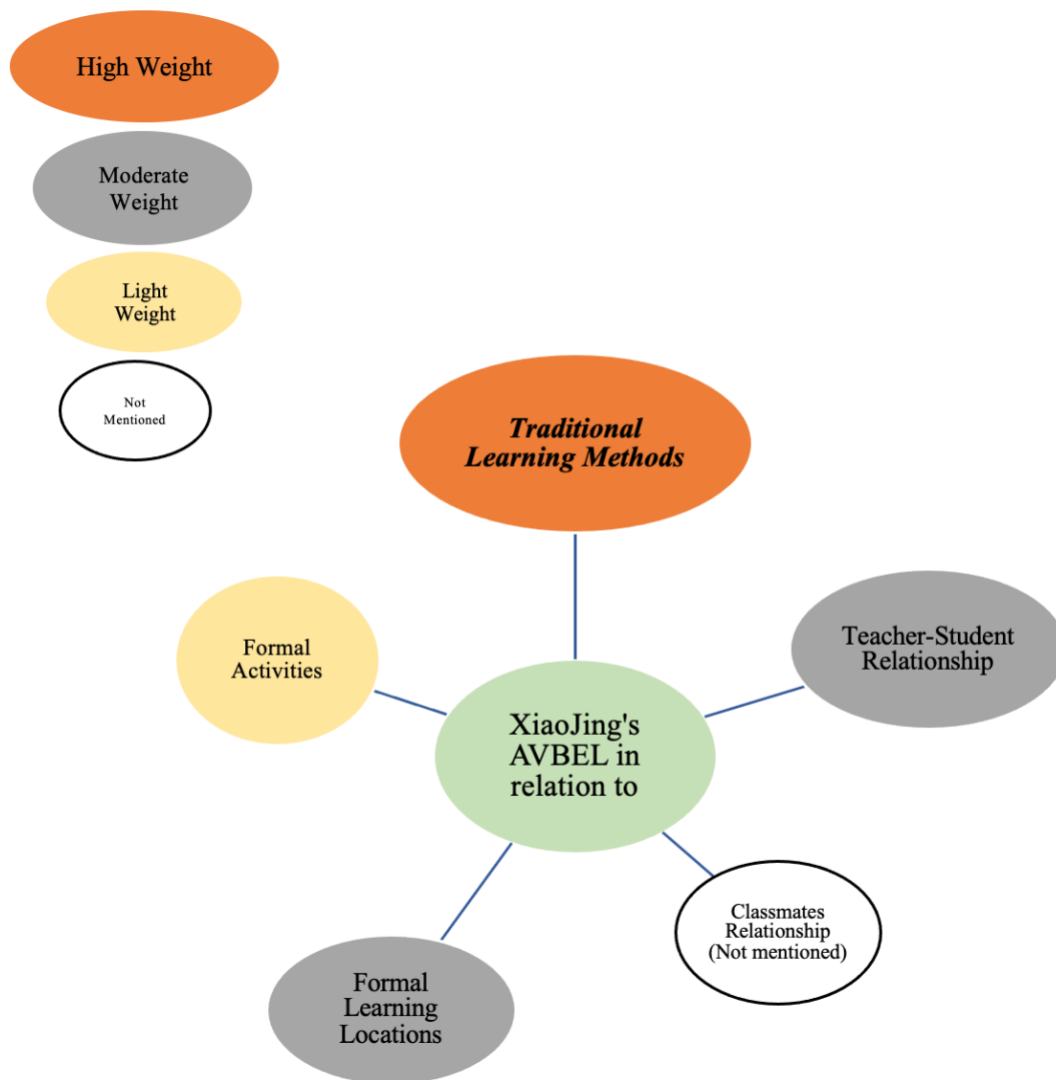 High Weight
Moderate
Weight
Light
Weight
Not
Mentioned
Traditional
Learning Methods
Formal
Activities
Teacher-Student
Relationship
XiaoJing's
AVBEL in
relation to
Classmates
Relationship
(Not mentioned)
Formal
Learning
Locations